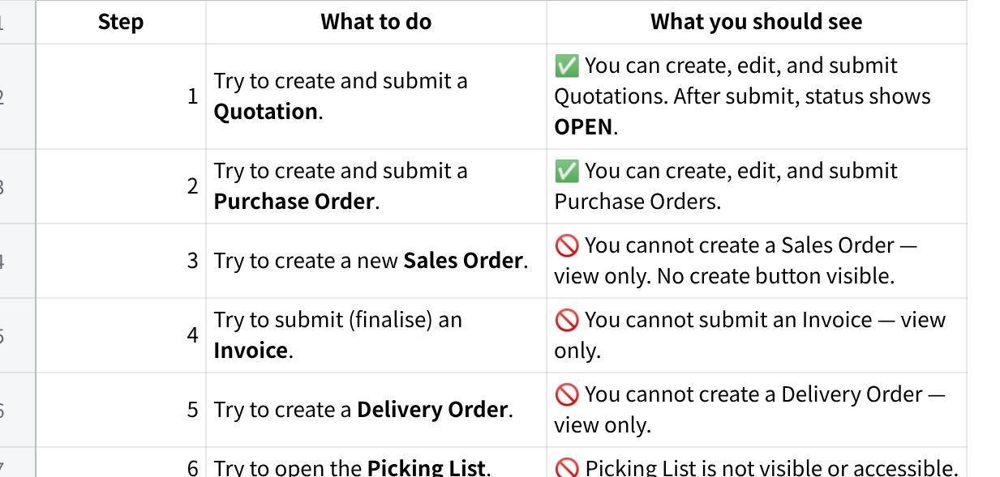 Step What to do What you should see
1
Try to create and submit a
Quotation.
✅ You can create, edit, and submit
Quotations. After submit, status shows
OPEN.
2
Try to create and submit a
Purchase Order.
✅ You can create, edit, and submit
Purchase Orders.
3
Try to create a new Sales Order.
🚫 You cannot create a Sales Order —
view only. No create button visible.
4
Try to submit (finalise) an
Invoice.
🚫 You cannot submit an Invoice — view
only.
5
Try to create a Delivery Order.
🚫 You cannot create a Delivery Order —
view only.
6
Try to open the Picking List.
🚫 Picking List is not visible or accessible.